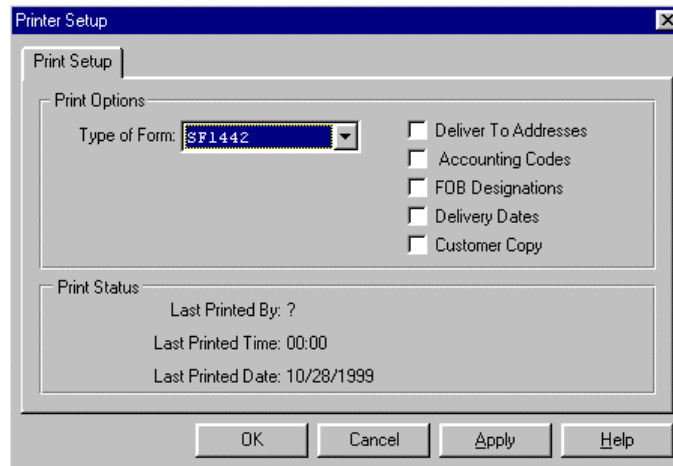 Printer Setup
Print Setup
Print Options
Type of Form: SF1442
Deliver To Addresses
Accounting Codes
FOB Designations
Delivery Dates
Customer Copy
Print Status
Last Printed By: ?
Last Printed Time: 00:00
Last Printed Date: 10/28/1999
OK Cancel Apply Help